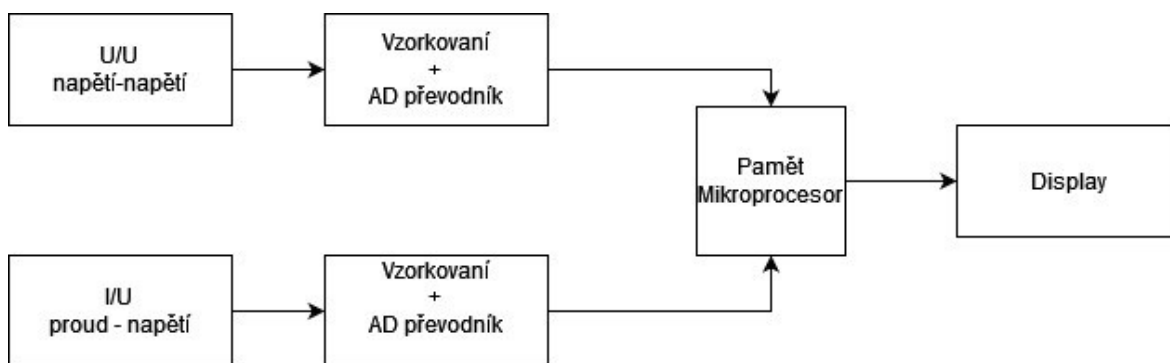 U/U
napětí-napětí
Vzorkovaní
+
AD převodník
Pamět
Mikroprocesor
Display
I/U
proud - napětí
Vzorkovaní
+
AD převodník